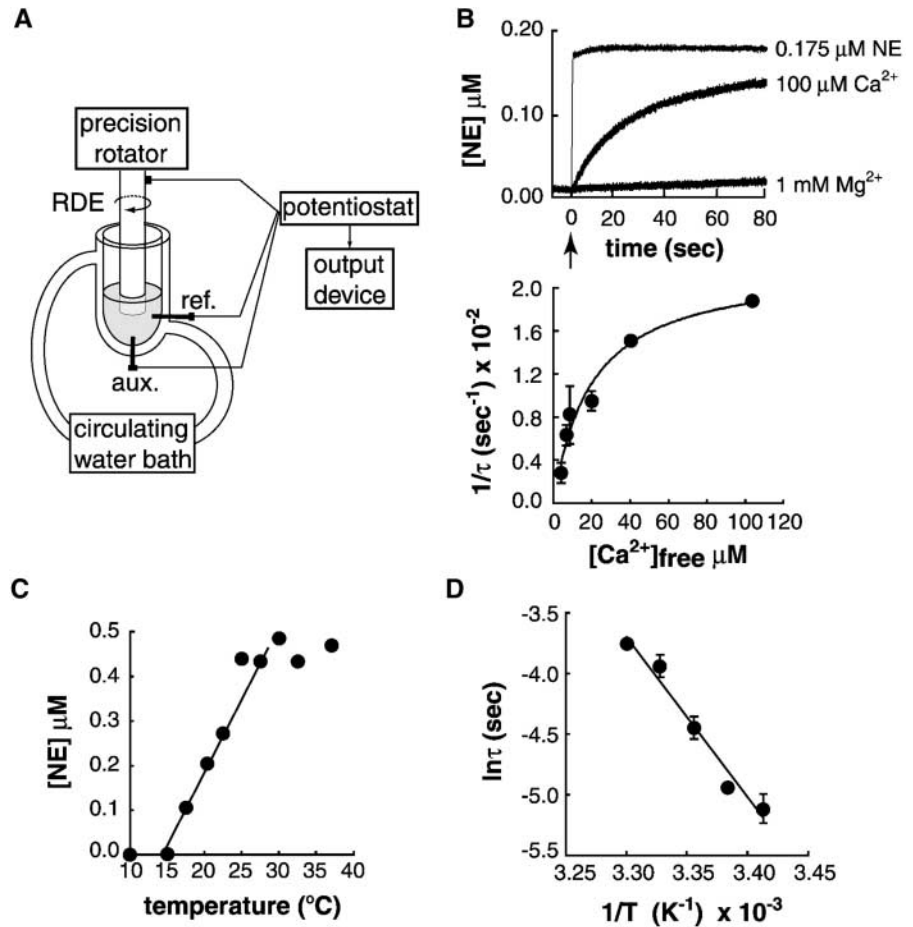 A
precision
rotator
RDE
potentiostat
output
device
ref.
aux.
circulating
water bath
B
[NE] μM
0.20
0.10
0.00
0.175 μM NE
100 μM Ca²⁺
1 mM Mg²⁺
0 20 40 60 80
time (sec)
1/τ (sec⁻¹) x 10⁻²
2.0
1.6
1.2
0.8
0.4
0.0
0 20 40 60 80 100 120
[Ca²⁺]free μM
C
[NE] μM
0.5
0.4
0.3
0.2
0.1
0.0
10 15 20 25 30 35 40
temperature (°C)
D
lnτ (sec)
-3.5
-4.0
-4.5
-5.0
-5.5
3.25 3.30 3.35 3.40 3.45
1/T (K⁻¹) x 10⁻³